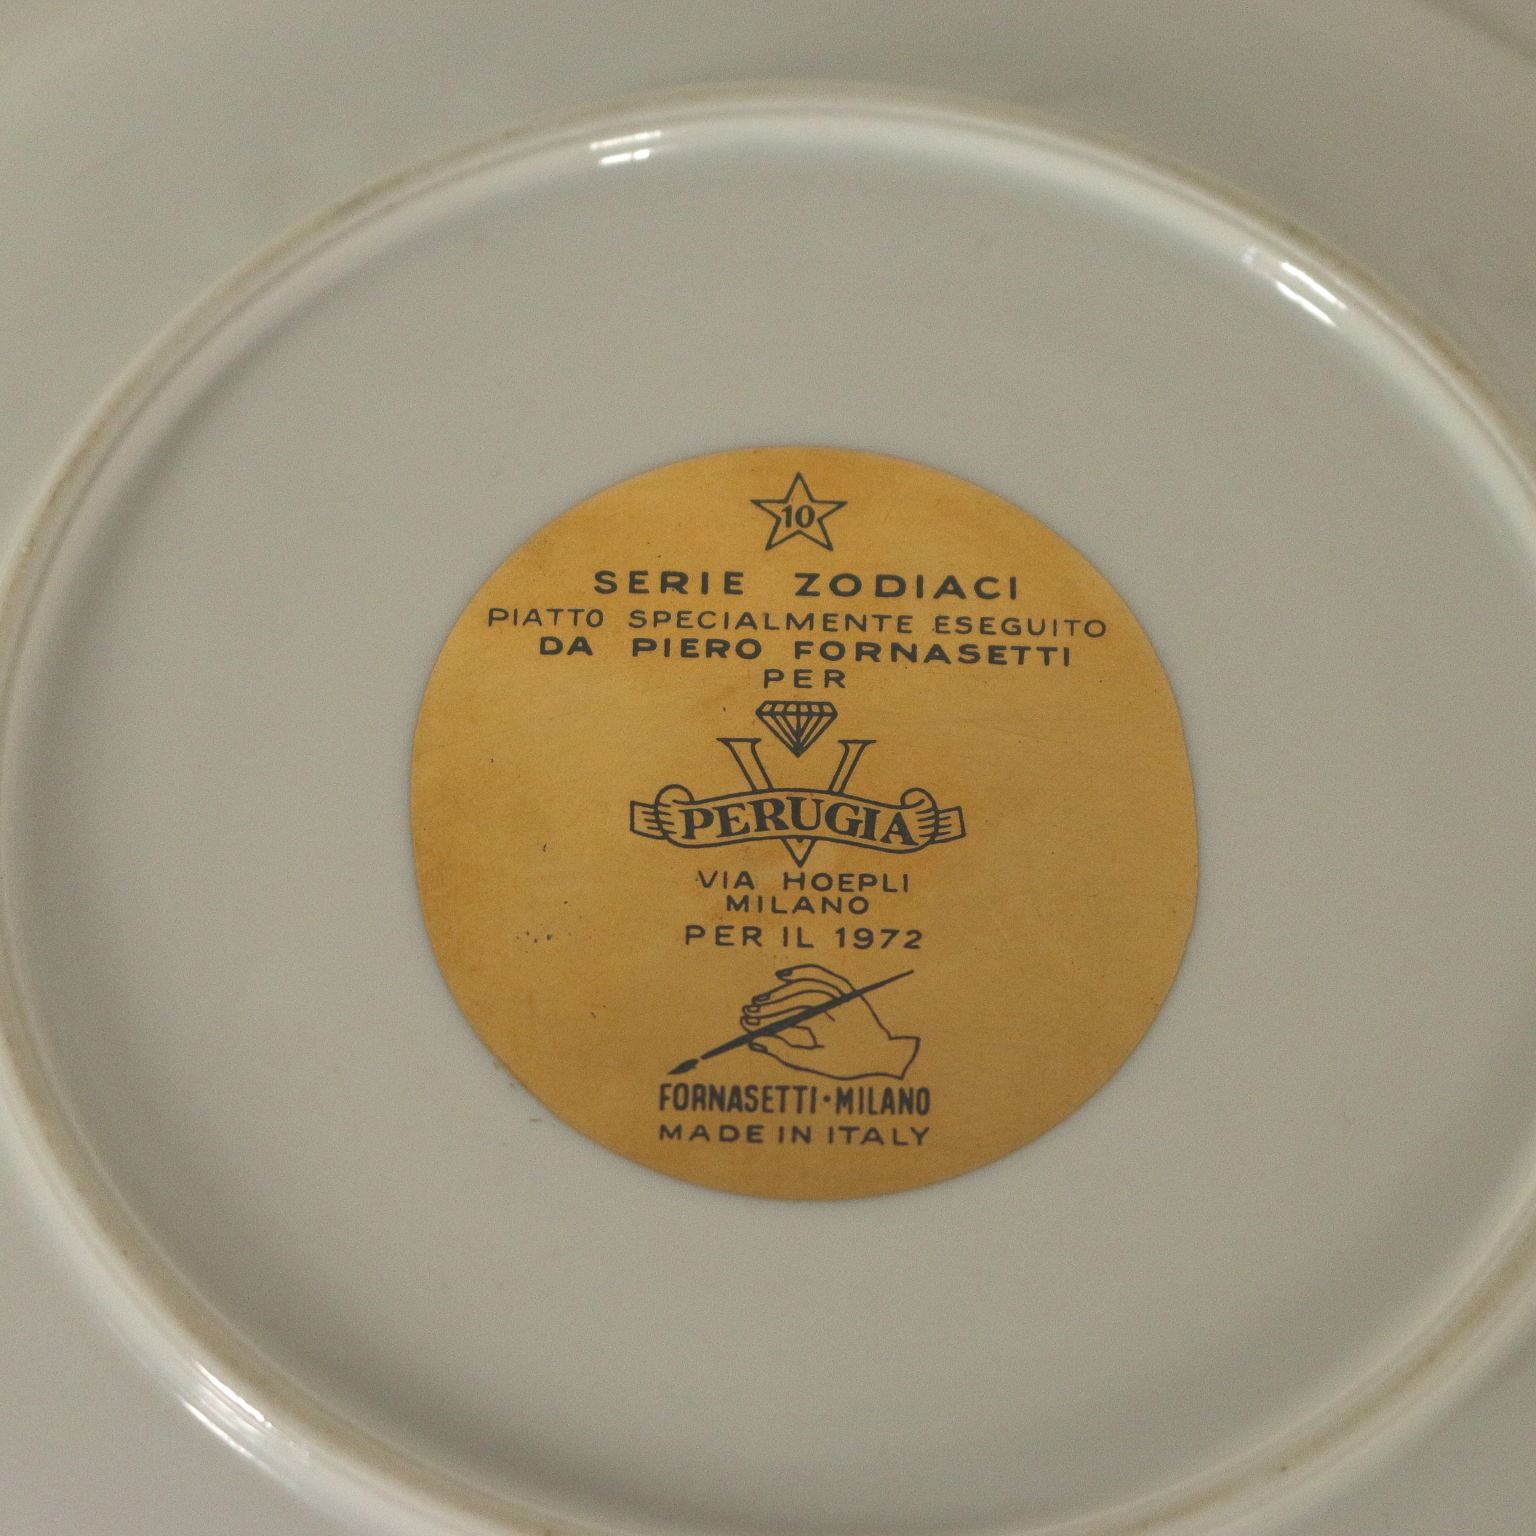 10
SERIE ZODIACI
PIATTO SPECIALMENTE ESEGUITO
DA PIERO FORNASETTI
PER
V
PERUGIA
VIA HOEPLI
MILANO
PER IL 1972
FORNASETTI·MILANO
MADE IN ITALY